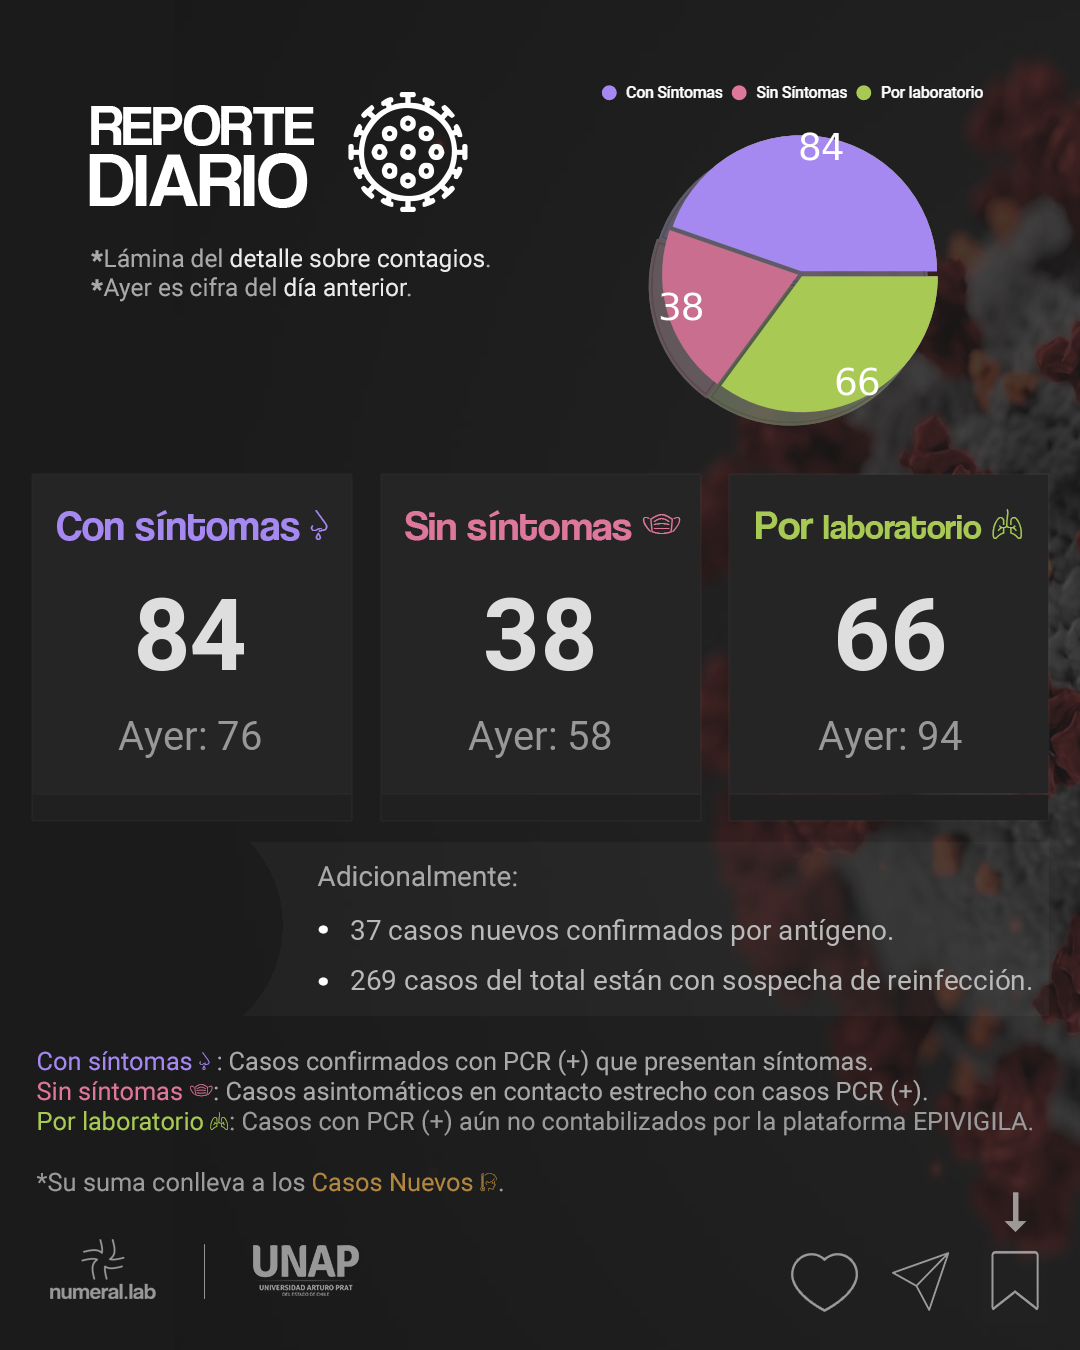 REPORTE
DIARIO
*Lámina del detalle sobre contagios.
*Ayer es cifra del día anterior.
Con Síntomas Sin Síntomas Por laboratorio
84
38
66
Con síntomas
84
Ayer: 76
Sin síntomas
38
Ayer: 58
Por laboratorio
66
Ayer: 94
Adicionalmente:
• 37 casos nuevos confirmados por antígeno.
• 269 casos del total están con sospecha de reinfección.
Con síntomas : Casos confirmados con PCR (+) que presentan síntomas.
Sin síntomas : Casos asintomáticos en contacto estrecho con casos PCR (+).
Por laboratorio : Casos con PCR (+) aún no contabilizados por la plataforma EPIVIGILA.
*Su suma conlleva a los Casos Nuevos .
numeral.lab
UNAP
UNIVERSIDAD ARTURO PRAT
DEL ESTADO DE CHILE